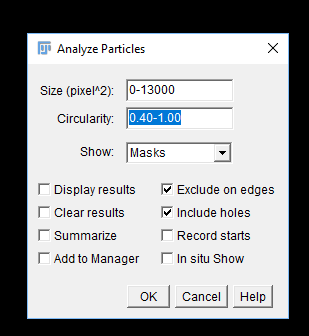 Analyze Particles
Size (pixel^2): 0-13000
Circularity: 0.40-1.00
Show: Masks
Display results Exclude on edges
Clear results Include holes
Summarize Record starts
Add to Manager In situ Show
OK Cancel Help